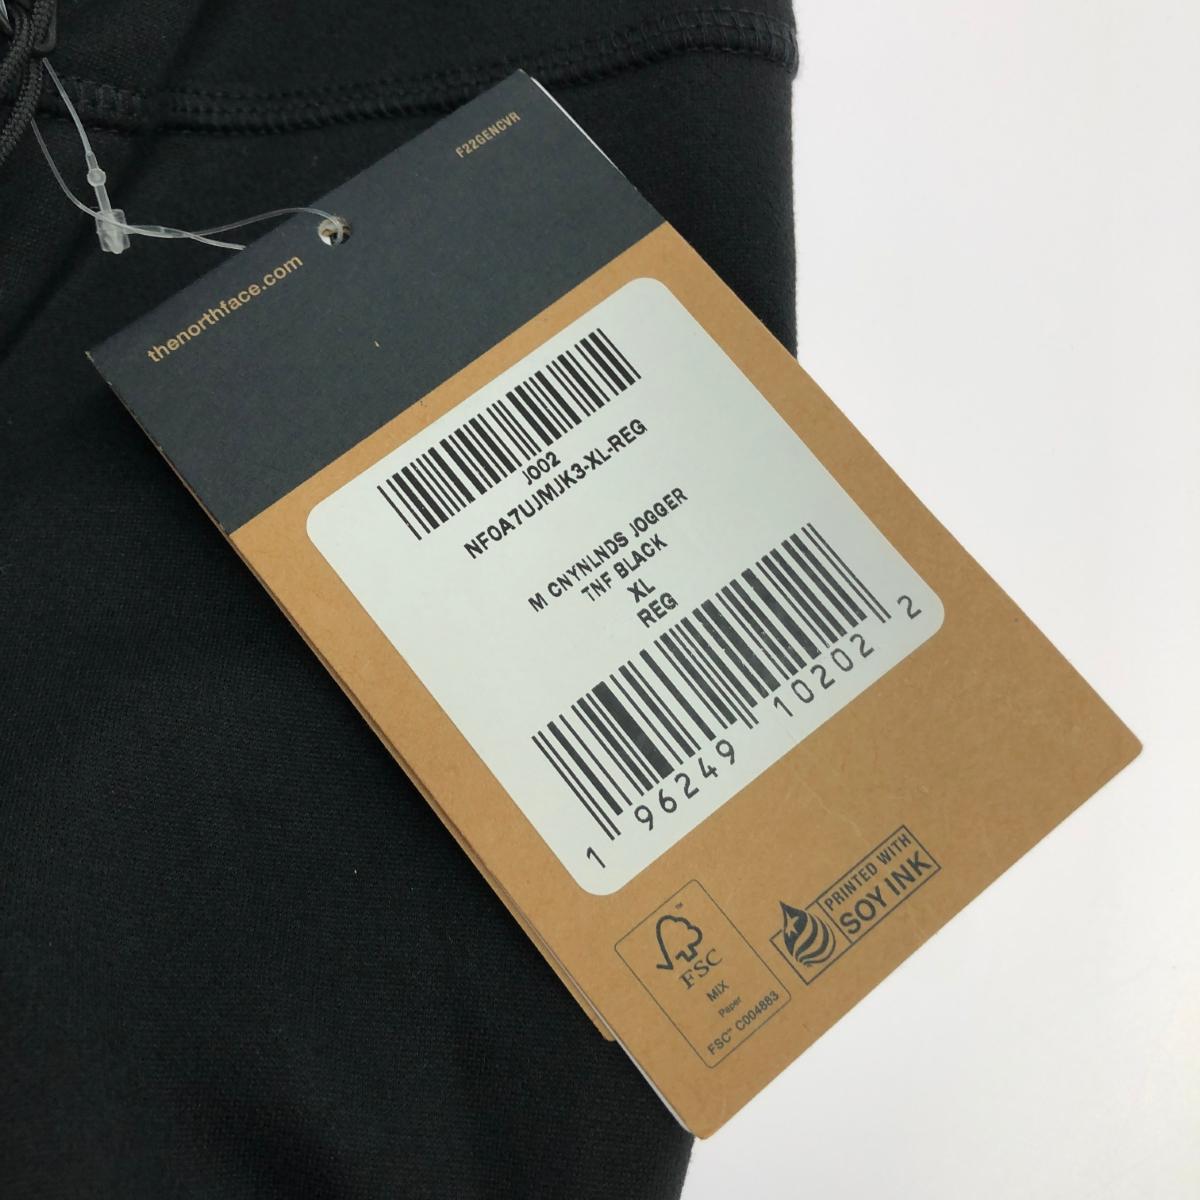 F22GENCVR
thenorthface.com
J002
NF0A7UJMJK3-XL-REG
M CNYNLNDS JOGGER
TNF BLACK
XL
REG
1 96249 10202 2
PRINTED WITH
SOY INK
™
FSC
MIX
Paper
FSC™ C004883